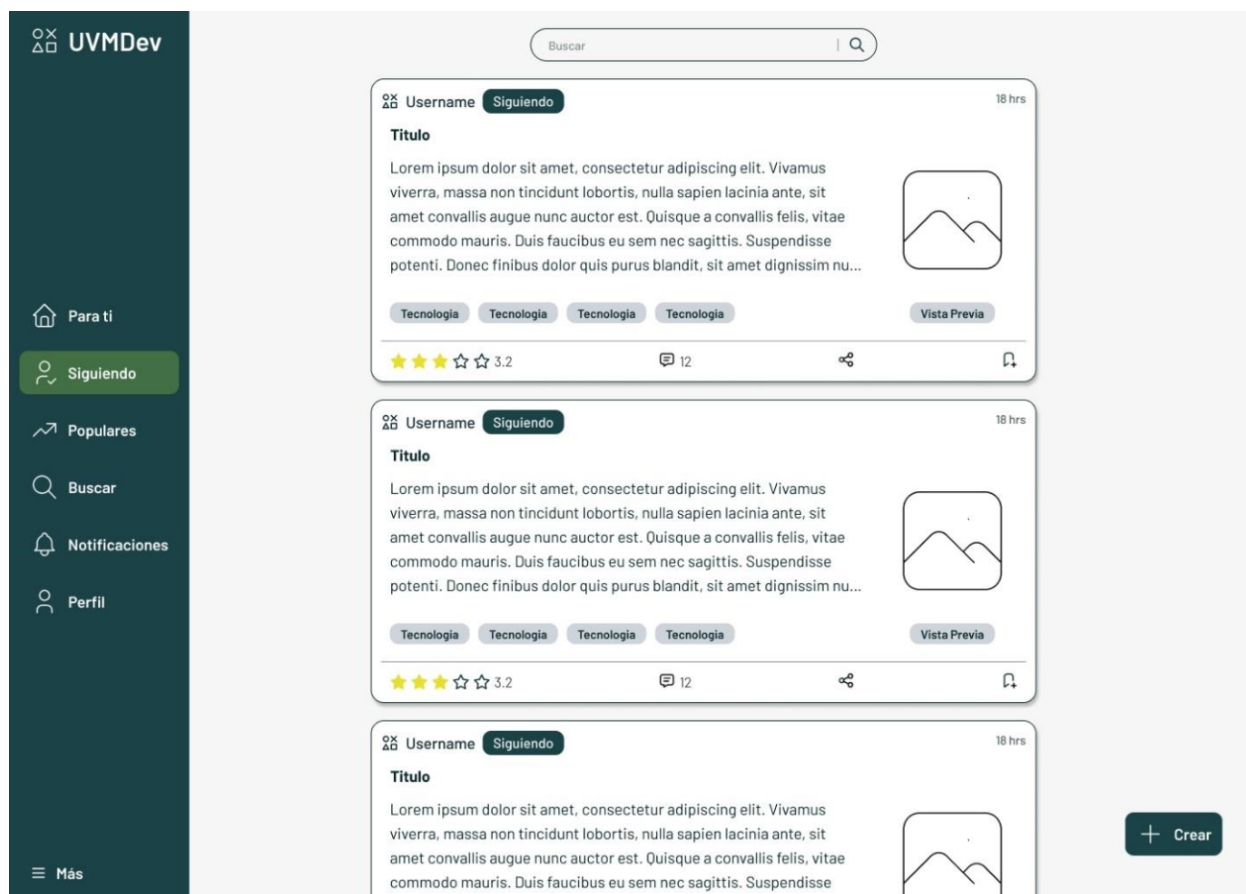 UVMDev
Para ti
Siguiendo
Populares
Buscar
Notificaciones
Perfil
Más
Buscar
Username Siguiendo 18 hrs
Titulo
Lorem ipsum dolor sit amet, consectetur adipiscing elit. Vivamus
viverra, massa non tincidunt lobortis, nulla sapien lacinia ante, sit
amet convallis augue nunc auctor est. Quisque a convallis felis, vitae
commodo mauris. Duis faucibus eu sem nec sagittis. Suspendisse
potenti. Donec finibus dolor quis purus blandit, sit amet dignissim nu...
Tecnologia Tecnologia Tecnologia Tecnologia Vista Previa
3.2 12
Username Siguiendo 18 hrs
Titulo
Lorem ipsum dolor sit amet, consectetur adipiscing elit. Vivamus
viverra, massa non tincidunt lobortis, nulla sapien lacinia ante, sit
amet convallis augue nunc auctor est. Quisque a convallis felis, vitae
commodo mauris. Duis faucibus eu sem nec sagittis. Suspendisse
potenti. Donec finibus dolor quis purus blandit, sit amet dignissim nu...
Tecnologia Tecnologia Tecnologia Tecnologia Vista Previa
3.2 12
Username Siguiendo 18 hrs
Titulo
Lorem ipsum dolor sit amet, consectetur adipiscing elit. Vivamus
viverra, massa non tincidunt lobortis, nulla sapien lacinia ante, sit
amet convallis augue nunc auctor est. Quisque a convallis felis, vitae
commodo mauris. Duis faucibus eu sem nec sagittis. Suspendisse
Crear